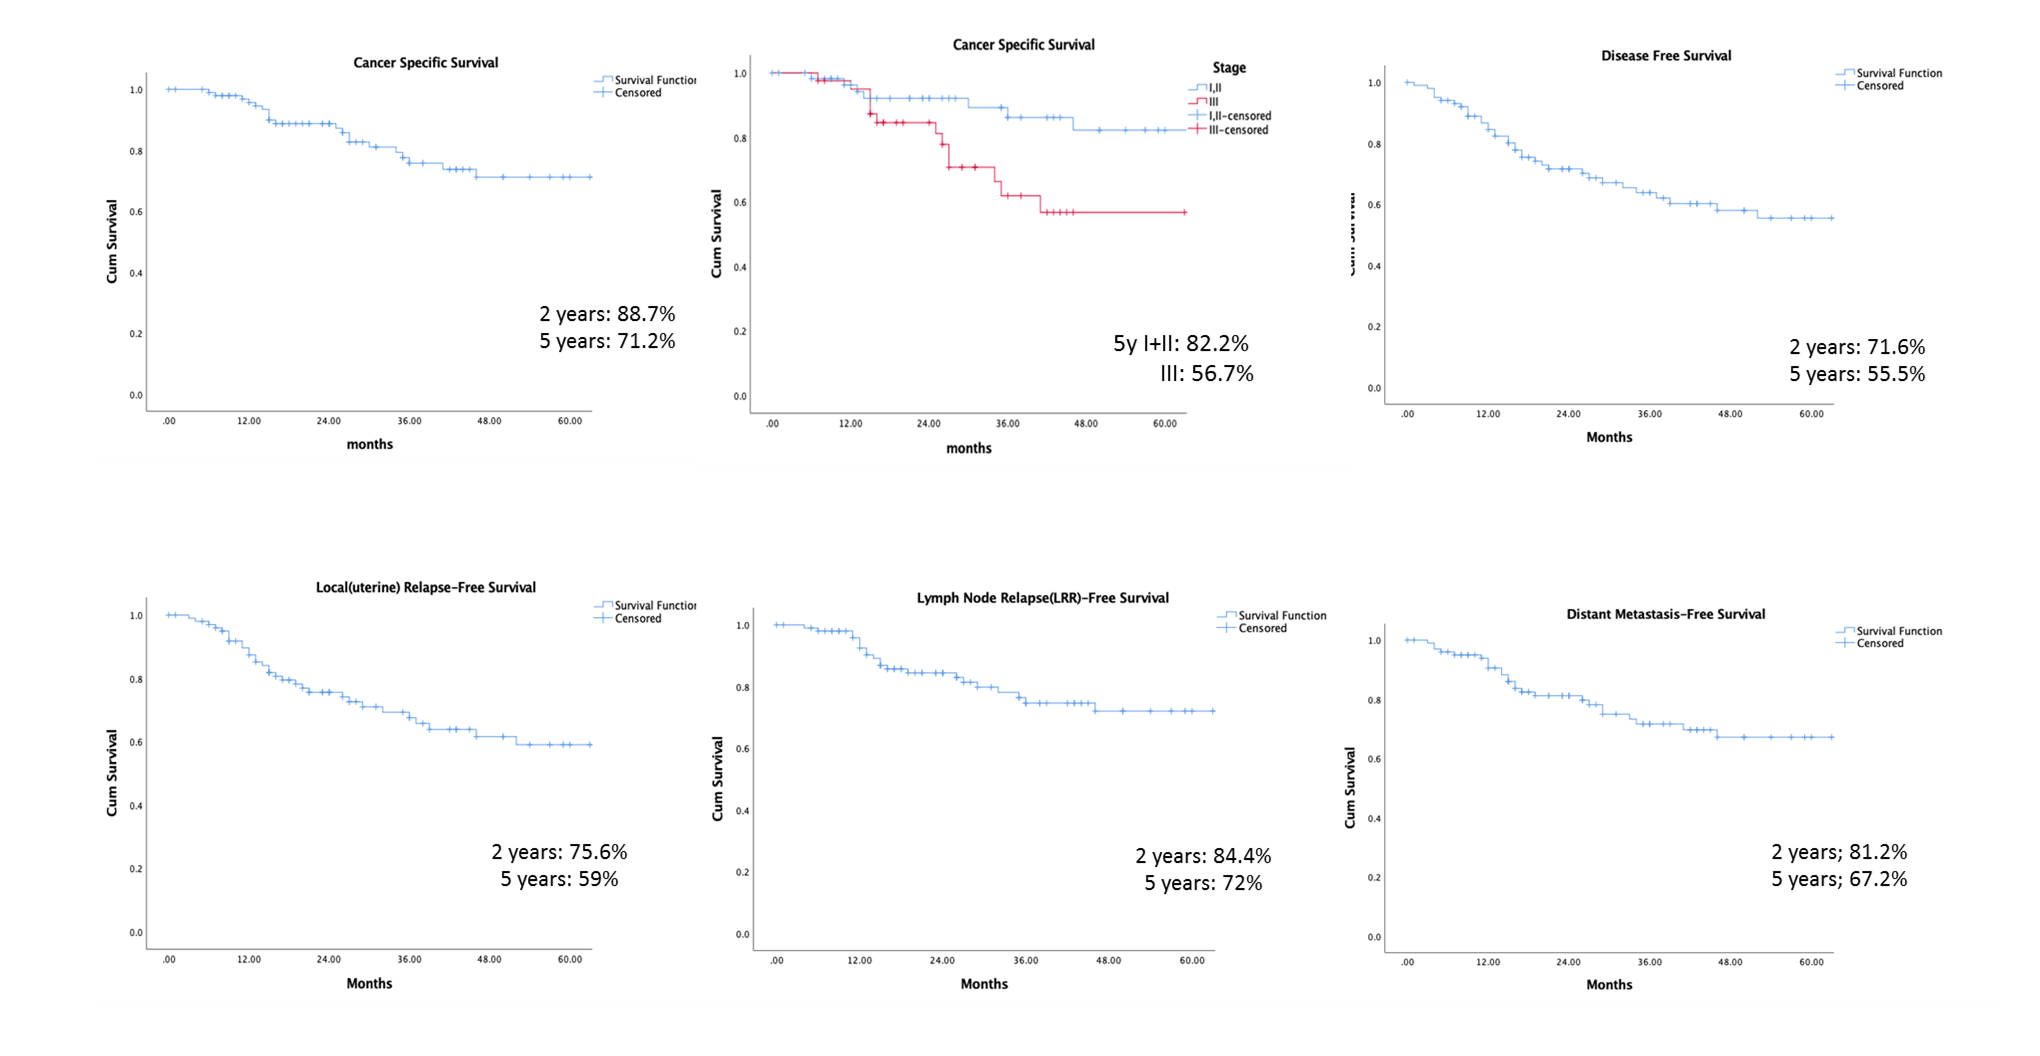 Cancer Specific Survival
Survival Function
Censored
1.0
0.8
0.6
0.4
0.2
0.0
Cum Survival
.00 12.00 24.00 36.00 48.00 60.00
months
2 years: 88.7%
5 years: 71.2%
Cancer Specific Survival
Stage
I,II
III
I,II-censored
III-censored
1.0
0.8
0.6
0.4
0.2
0.0
Cum Survival
.00 12.00 24.00 36.00 48.00 60.00
months
5y I+II: 82.2%
III: 56.7%
Disease Free Survival
Survival Function
Censored
1.0
0.8
0.6
0.4
0.2
0.0
Cum Survival
.00 12.00 24.00 36.00 48.00 60.00
Months
2 years: 71.6%
5 years: 55.5%
Local(uterine) Relapse-Free Survival
Survival Function
Censored
1.0
0.8
0.6
0.4
0.2
0.0
Cum Survival
.00 12.00 24.00 36.00 48.00 60.00
Months
2 years: 75.6%
5 years: 59%
Lymph Node Relapse(LRR)-Free Survival
Survival Function
Censored
1.0
0.8
0.6
0.4
0.2
0.0
Cum Survival
.00 12.00 24.00 36.00 48.00 60.00
Months
2 years: 84.4%
5 years: 72%
Distant Metastasis-Free Survival
Survival Function
Censored
1.0
0.8
0.6
0.4
0.2
0.0
Cum Survival
.00 12.00 24.00 36.00 48.00 60.00
Months
2 years; 81.2%
5 years; 67.2%